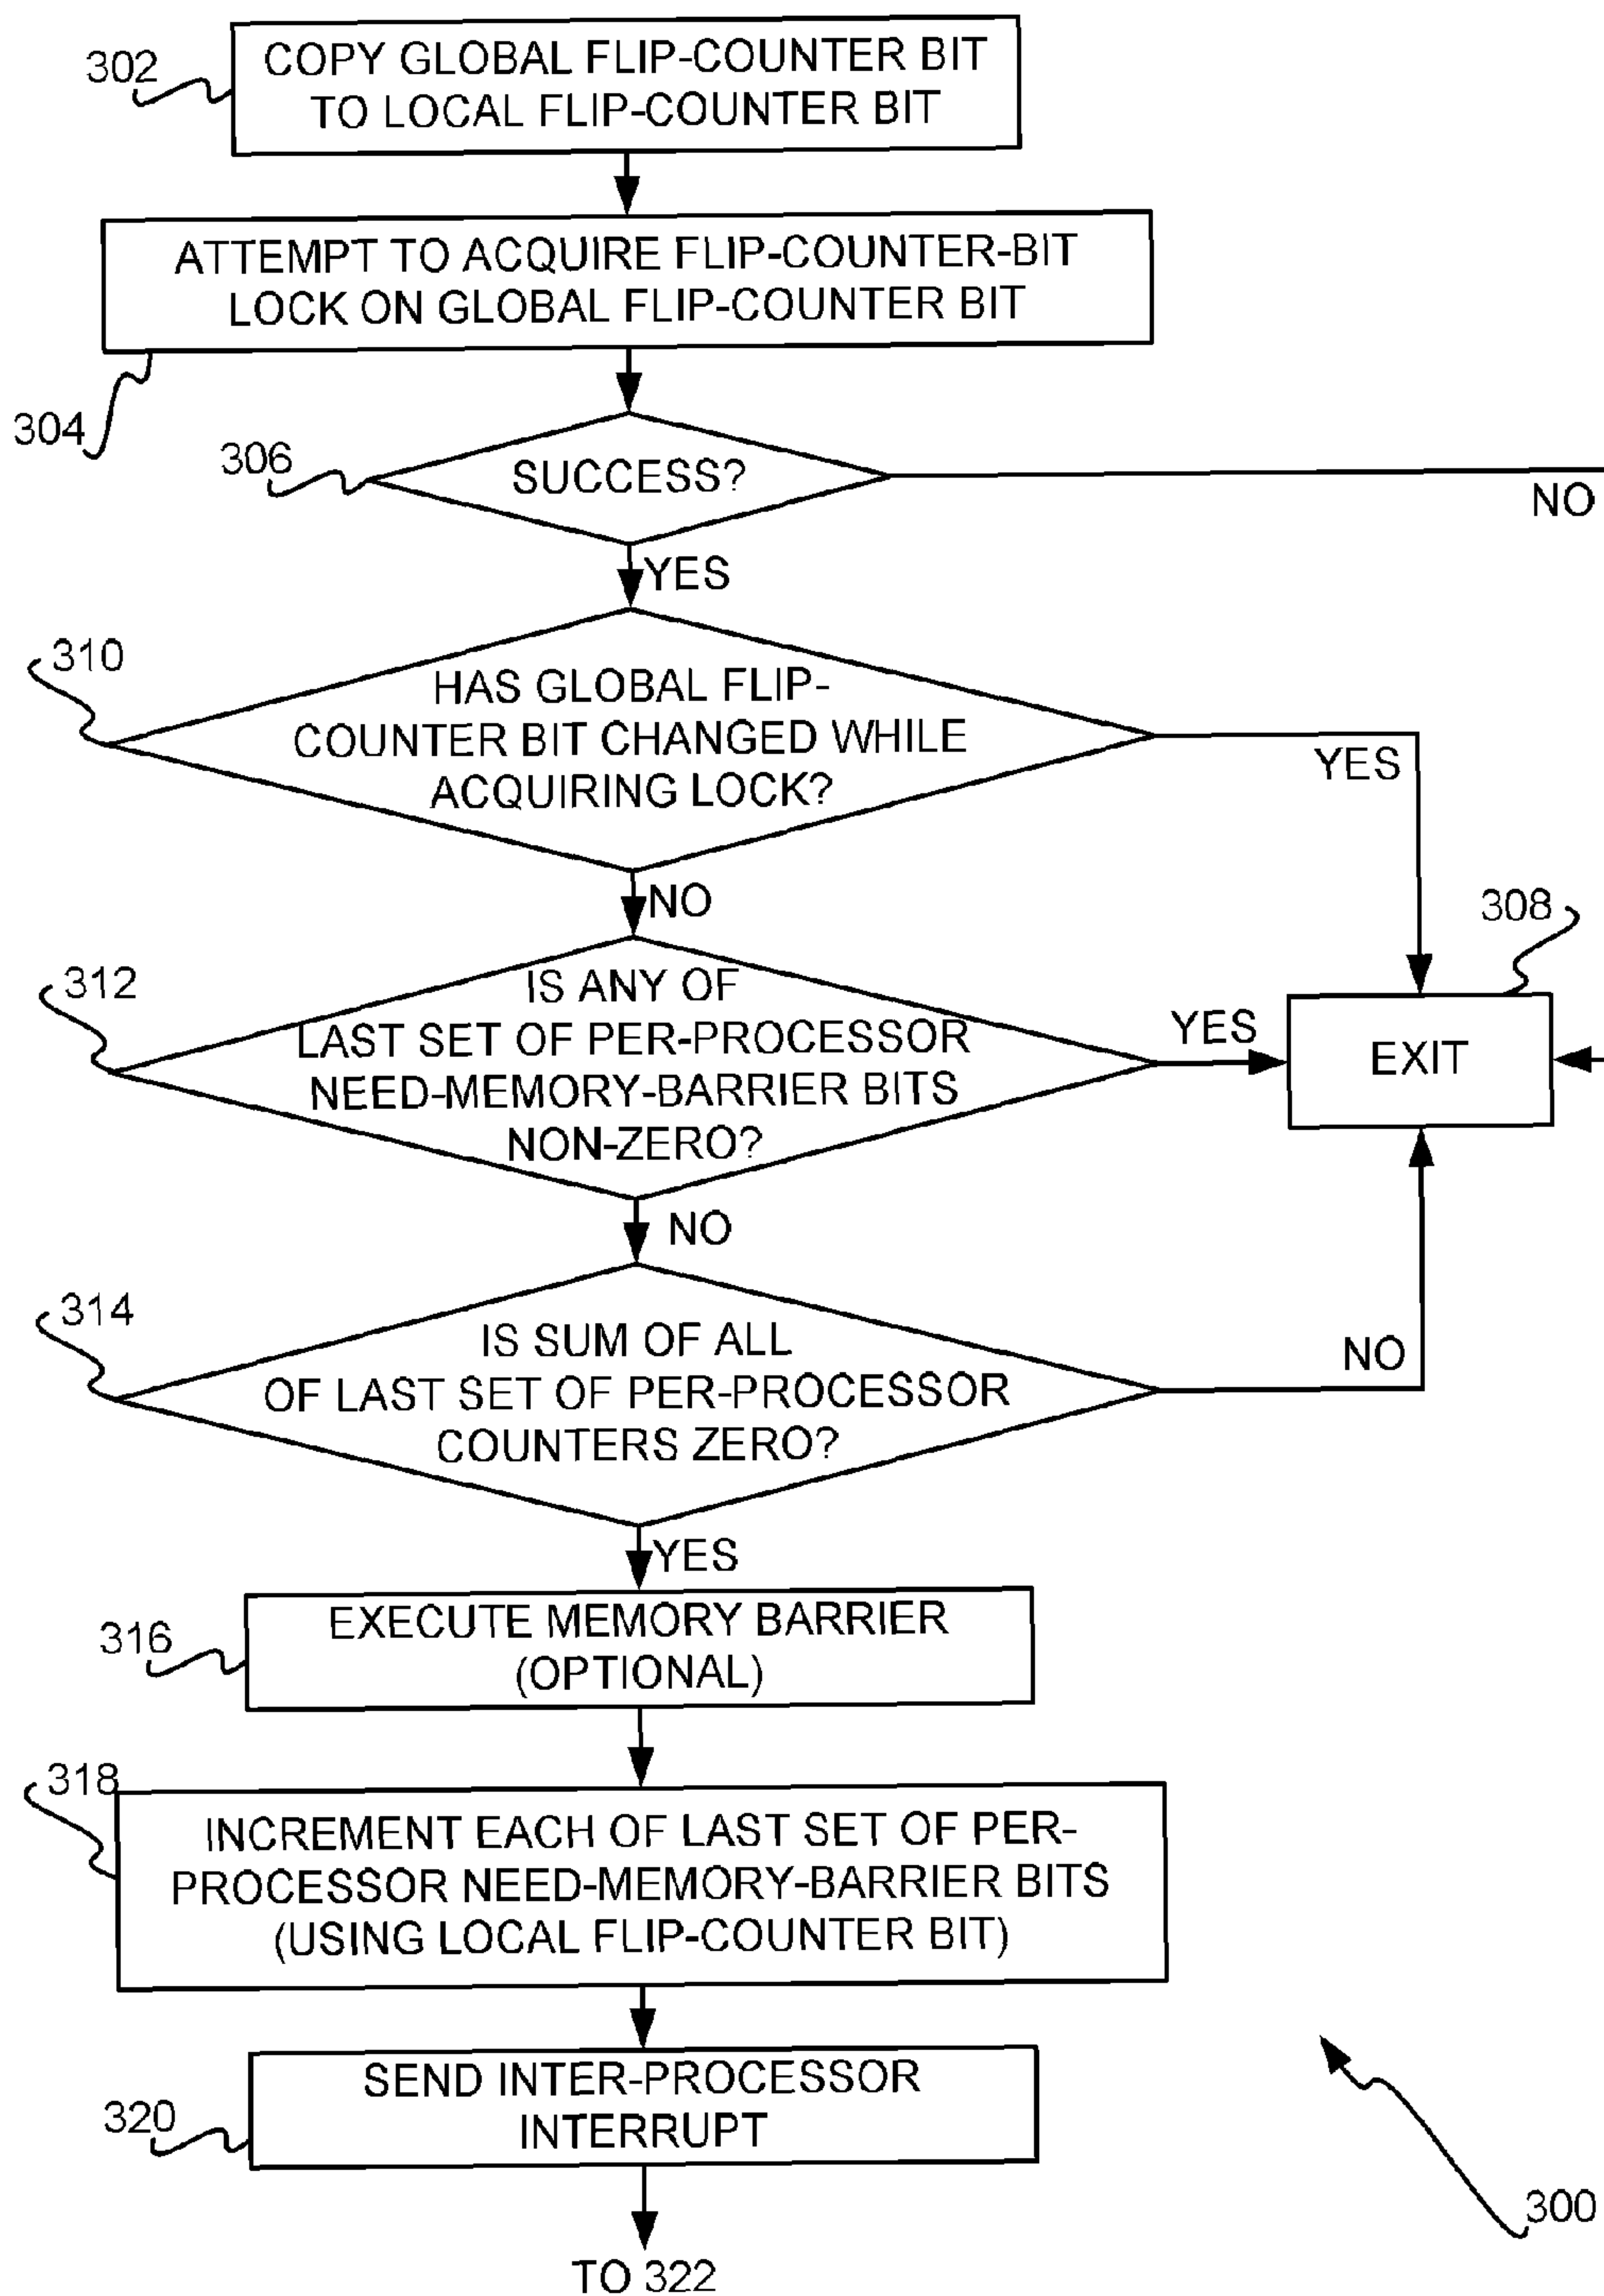 302
COPY GLOBAL FLIP-COUNTER BIT
TO LOCAL FLIP-COUNTER BIT
ATTEMPT TO ACQUIRE FLIP-COUNTER-BIT
LOCK ON GLOBAL FLIP-COUNTER BIT
304
306
SUCCESS?
NO
YES
310
HAS GLOBAL FLIP-
COUNTER BIT CHANGED WHILE
ACQUIRING LOCK?
YES
NO
308
312
IS ANY OF
LAST SET OF PER-PROCESSOR
NEED-MEMORY-BARRIER BITS
NON-ZERO?
YES
EXIT
NO
314
IS SUM OF ALL
OF LAST SET OF PER-PROCESSOR
COUNTERS ZERO?
NO
YES
316
EXECUTE MEMORY BARRIER
(OPTIONAL)
318
INCREMENT EACH OF LAST SET OF PER-
PROCESSOR NEED-MEMORY-BARRIER BITS
(USING LOCAL FLIP-COUNTER BIT)
320
SEND INTER-PROCESSOR
INTERRUPT
300
TO 322